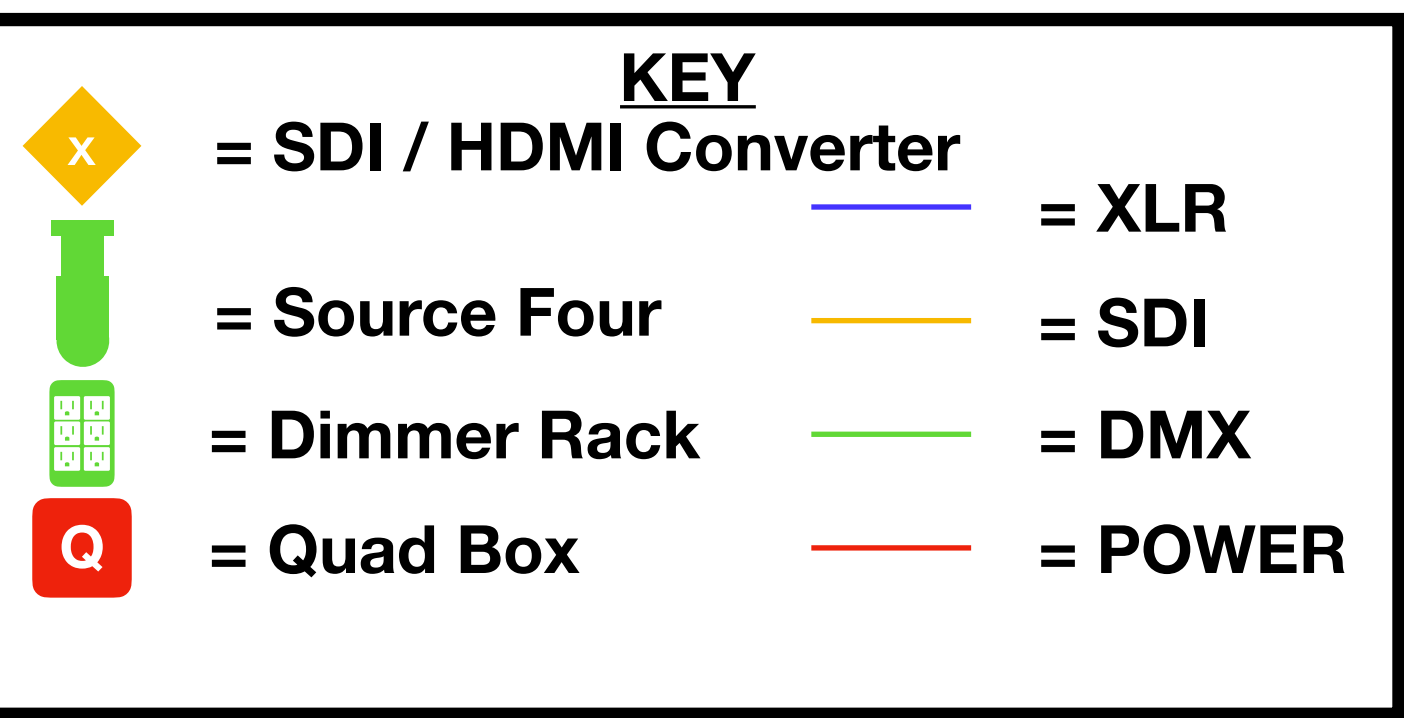 KEY
x = SDI / HDMI Converter
= XLR
= Source Four
= SDI
= Dimmer Rack
= DMX
Q = Quad Box
= POWER